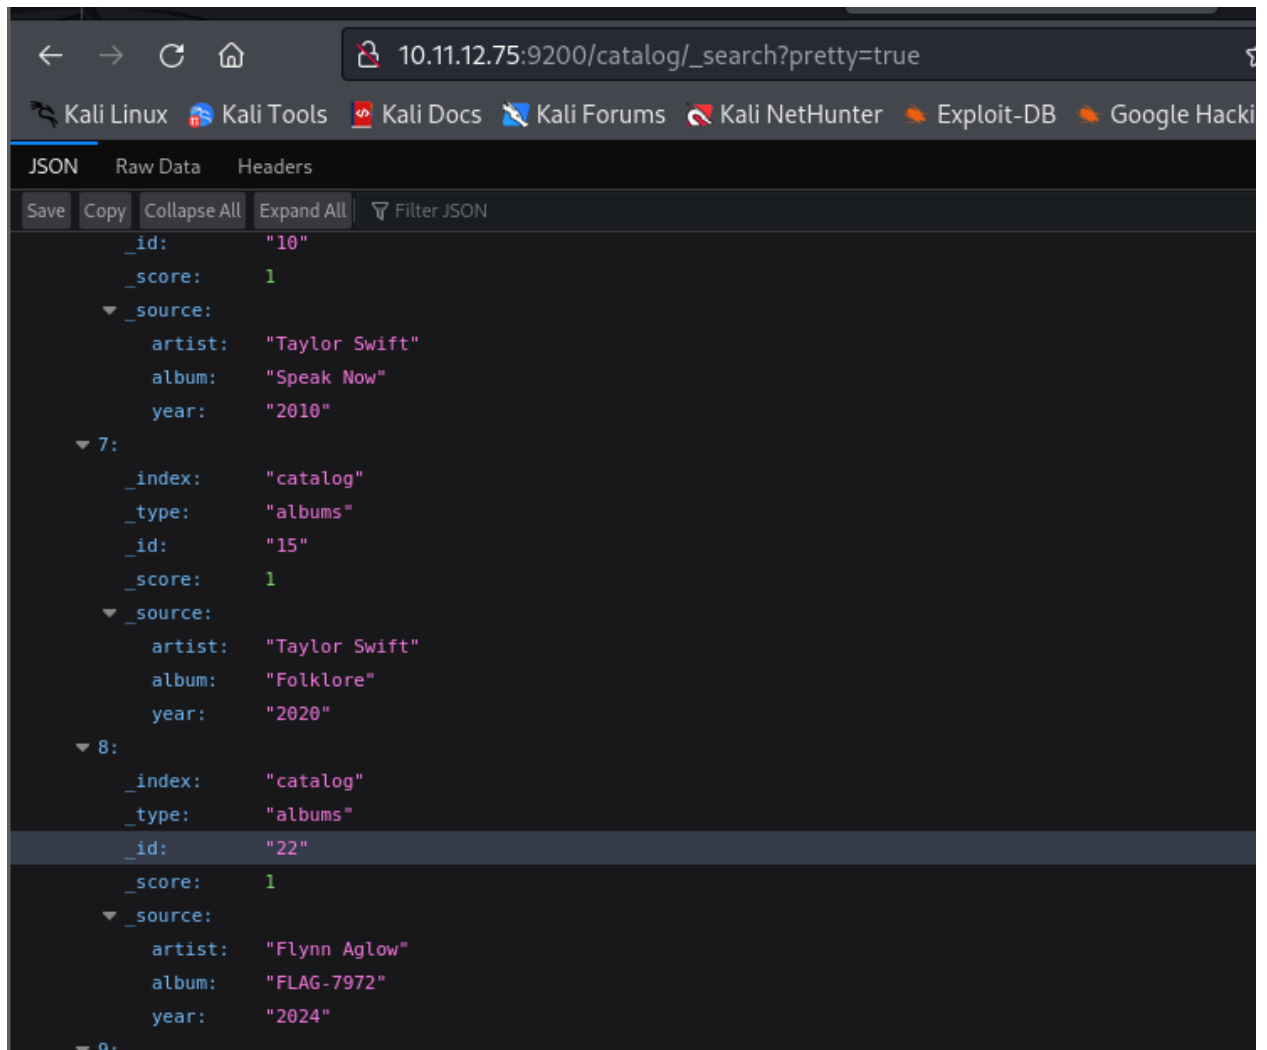 10.11.12.75:9200/catalog/_search?pretty=true
Kali Linux Kali Tools Kali Docs Kali Forums Kali NetHunter Exploit-DB Google Hacki
JSON Raw Data Headers
Save Copy Collapse All Expand All Filter JSON
_id: "10"
_score: 1
_source:
artist: "Taylor Swift"
album: "Speak Now"
year: "2010"
7:
_index: "catalog"
_type: "albums"
_id: "15"
_score: 1
_source:
artist: "Taylor Swift"
album: "Folklore"
year: "2020"
8:
_index: "catalog"
_type: "albums"
_id: "22"
_score: 1
_source:
artist: "Flynn Aglow"
album: "FLAG-7972"
year: "2024"
9: